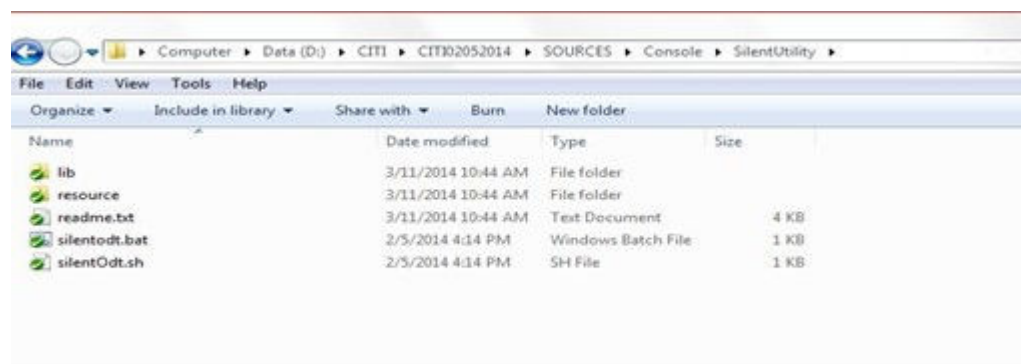 Computer Data (D:) CITI CITI02052014 SOURCES Console SilentUtility
File Edit View Tools Help
Organize Include in library Share with Burn New folder
Name Date modified Type Size
lib 3/11/2014 10:44 AM File folder
resource 3/11/2014 10:44 AM File folder
readme.txt 3/11/2014 10:44 AM Text Document 4 KB
silentodt.bat 2/5/2014 4:14 PM Windows Batch File 1 KB
silentOdt.sh 2/5/2014 4:14 PM SH File 1 KB